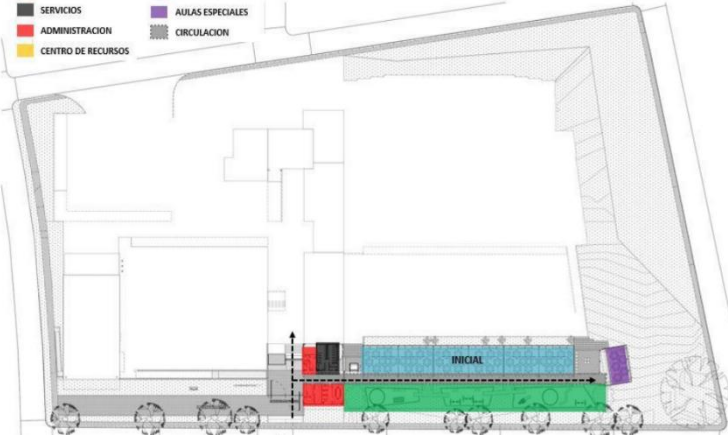 SERVICIOS
AULAS ESPECIALES
ADMINISTRACION
CIRCULACION
CENTRO DE RECURSOS
INICIAL